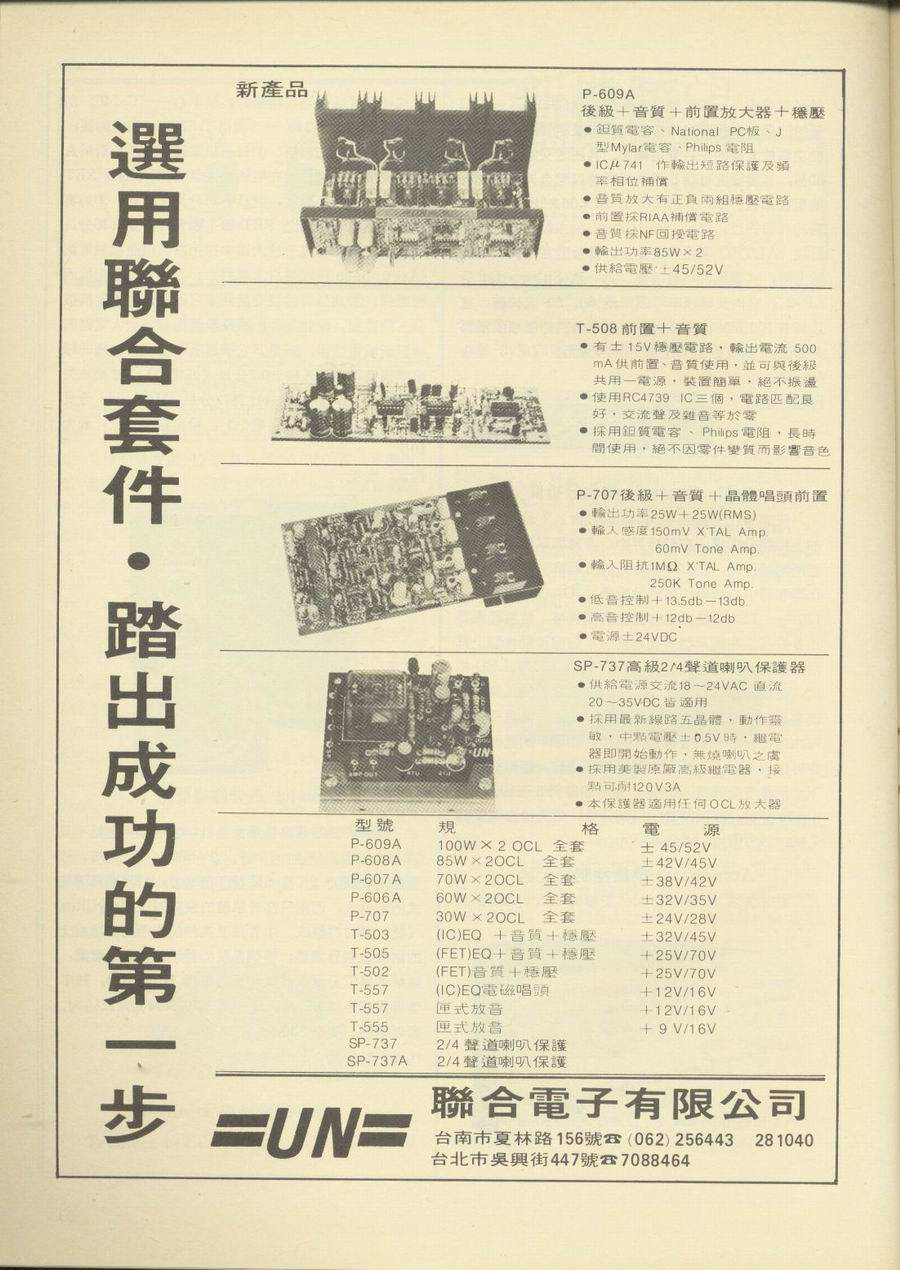 選用聯合套件・踏出成功的第一步
新產品
P-609A
後級＋音質＋前置放大器＋穩壓
●鉭質電容、National PC板、J
型Mylar電容、Philips電阻
●ICμ741 作輸出短路保護及頻
率相位補償
●音質放大有正負兩組穩壓電路
●前置採RIAA補償電路
●音質採NF回授電路
●輸出功率85W×2
●供給電壓±45/52V
T-508前置＋音質
●有±15V穩壓電路，輸出電流 500
mA供前置、音質使用，並可與後級
共用一電源，裝置簡單，絕不振盪
●使用RC4739 IC三個，電路匹配良
好，交流聲及雜音等於零
●採用鉭質電容、Philips電阻，長時
間使用，絕不因零件變質而影響音色
P-707後級＋音質＋晶體唱頭前置
●輸出功率25W＋25W(RMS)
●輸入感度150mV X'TAL Amp.
60mV Tone Amp.
●輸入阻抗1MΩ X'TAL Amp.
250K Tone Amp.
●低音控制＋13.5db－13db.
●高音控制＋12db－12db
●電源±24VDC
SP-737高級2/4聲道喇叭保護器
●供給電源交流18～24VAC 直流
20～35VDC皆適用
●採用最新線路五晶體，動作靈
敏，中點電壓±0.5V時，繼電
器即開始動作，無燒喇叭之虞
●採用美製原厰高級繼電器，接
點可耐120V3A
●本保護器適用任何OCL放大器
型號 規格 電源
P-609A 100W×2 OCL 全套 ±45/52V
P-608A 85W×2OCL 全套 ±42V/45V
P-607A 70W×2OCL 全套 ±38V/42V
P-606A 60W×2OCL 全套 ±32V/35V
P-707 30W×2OCL 全套 ±24V/28V
T-503 (IC)EQ ＋音質＋穩壓 ±32V/45V
T-505 (FET)EQ＋音質＋穩壓 ＋25V/70V
T-502 (FET)音質＋穩壓 ＋25V/70V
T-557 (IC)EQ電磁唱頭 ＋12V/16V
T-557 匣式放音 ＋12V/16V
T-555 匣式放音 ＋ 9 V/16V
SP-737 2/4聲道喇叭保護
SP-737A 2/4聲道喇叭保護
=UN=
聯合電子有限公司
台南市夏林路156號☎(062)256443 281040
台北市吳興街447號☎7088464